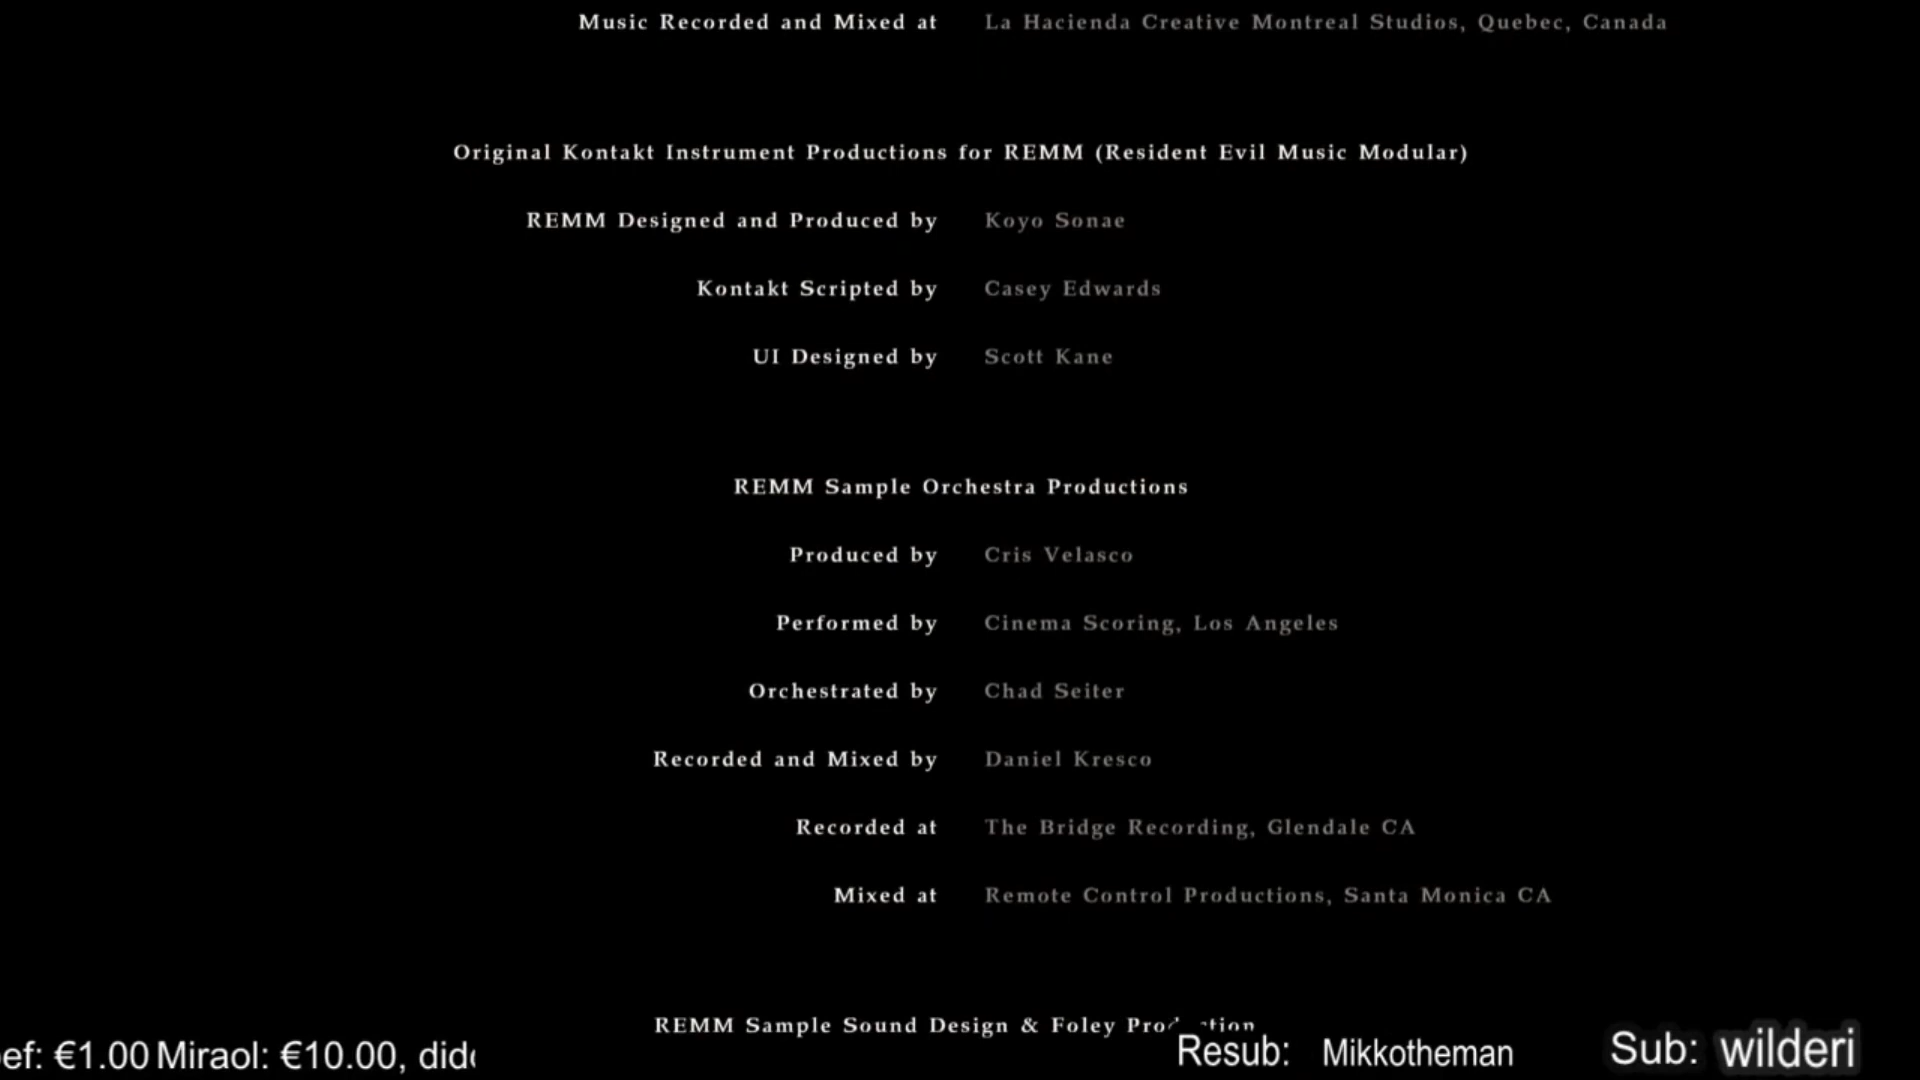 Music Recorded and Mixed at La Hacienda Creative Montreal Studios, Quebec, Canada
Original Kontakt Instrument Productions for REMM (Resident Evil Music Modular)
REMM Designed and Produced by Koyo Sonae
Kontakt Scripted by Casey Edwards
UI Designed by Scott Kane
REMM Sample Orchestra Productions
Produced by Cris Velasco
Performed by Cinema Scoring, Los Angeles
Orchestrated by Chad Seiter
Recorded and Mixed by Daniel Kresco
Recorded at The Bridge Recording, Glendale CA
Mixed at Remote Control Productions, Santa Monica CA
REMM Sample Sound Design & Foley
€1.00 Miraol: €10.00,
Resub: Mikkotheman
Sub: wilderi